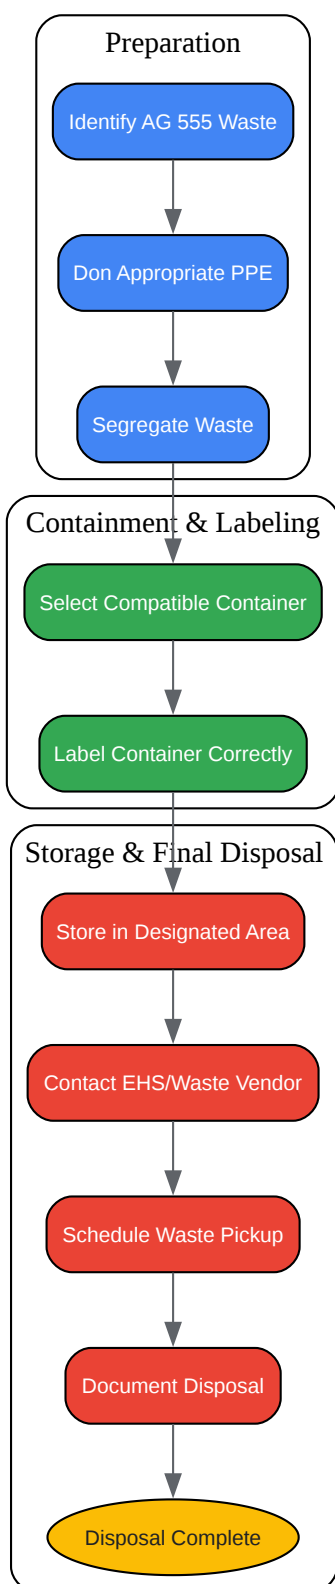 Preparation
Identify AG 555 Waste
Don Appropriate PPE
Segregate Waste
Containment & Labeling
Select Compatible Container
Label Container Correctly
Storage & Final Disposal
Store in Designated Area
Contact EHS/Waste Vendor
Schedule Waste Pickup
Document Disposal
Disposal Complete